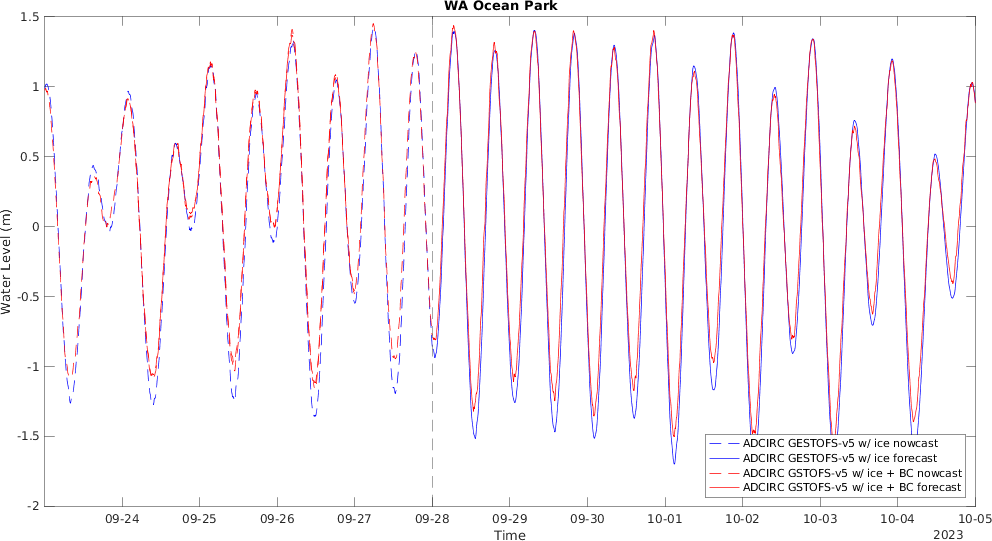 WA Ocean Park
1.5
1
0.5
0
-0.5
-1
-1.5
-2
Water Level (m)
09-24 09-25 09-26 09-27 09-28 09-29 09-30 10-01 10-02 10-03 10-04 10-05
Time
2023
ADCIRC GESTOFS-v5 w/ ice nowcast
ADCIRC GESTOFS-v5 w/ ice forecast
ADCIRC GSTOFS-v5 w/ ice + BC nowcast
ADCIRC GSTOFS-v5 w/ ice + BC forecast